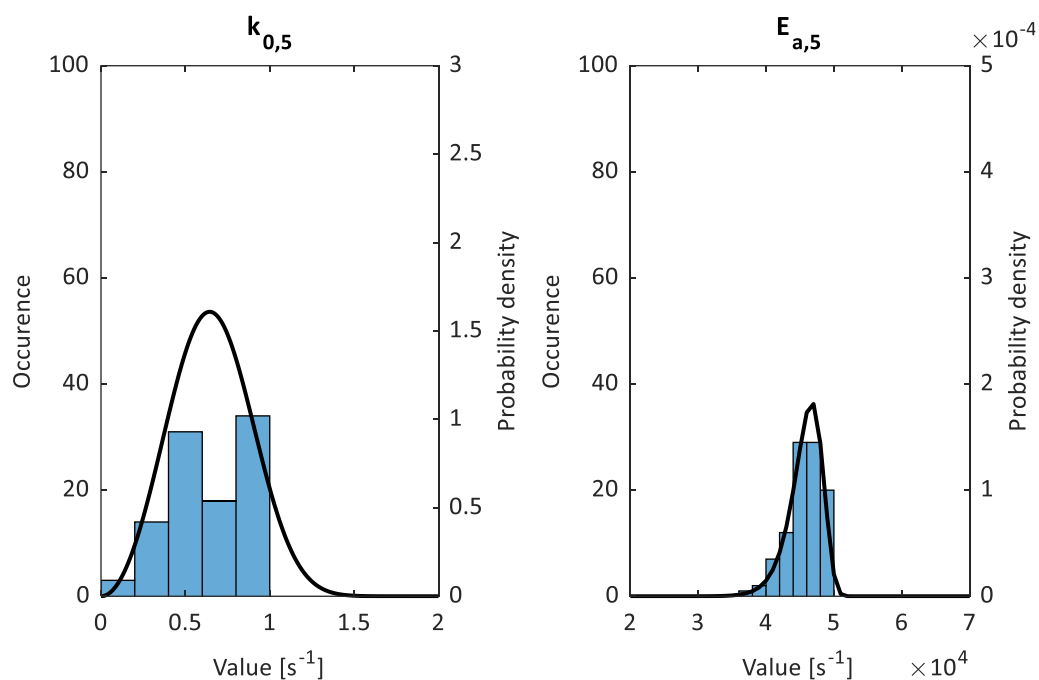 k0,5
100
80
60
40
20
0
Occurence
3
2.5
2
1.5
1
0.5
0
Probability density
0 0.5 1 1.5 2
Value [s-1]
Ea,5
×10-4
100
80
60
40
20
0
Occurence
5
4
3
2
1
0
Probability density
2 3 4 5 6 7
Value [s-1] ×104